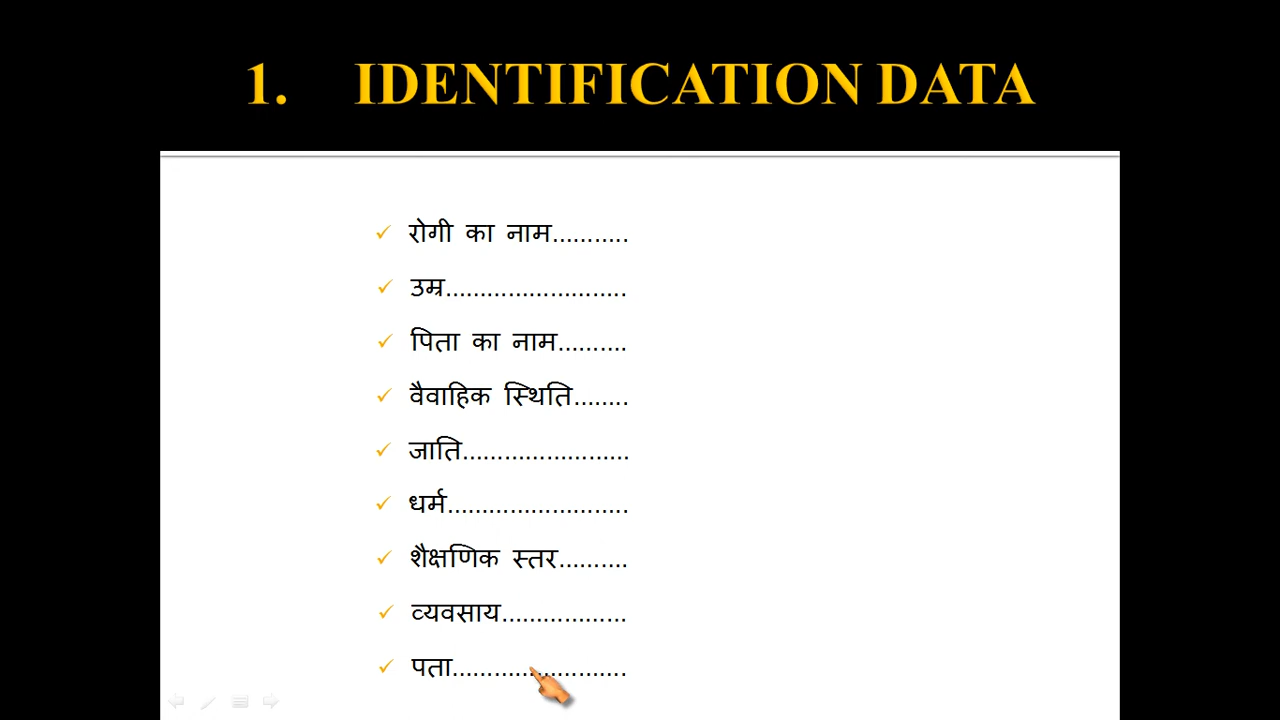 1. IDENTIFICATION DATA
✓ रोगी का नाम...........
✓ उम्र..........................
✓ पिता का नाम..........
✓ वैवाहिक स्थिति........
✓ जाति........................
✓ धर्म..........................
✓ शैक्षणिक स्तर..........
✓ व्यवसाय..................
✓ पता.........................